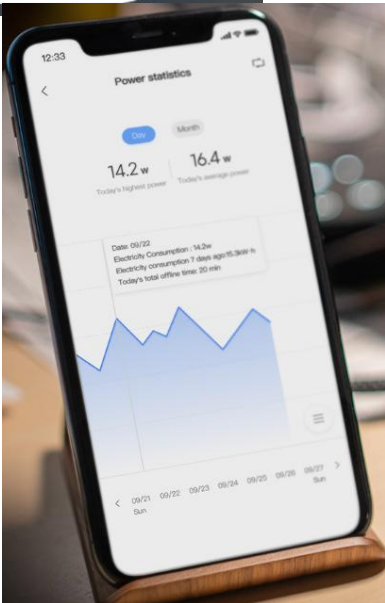 12:33
Power statistics
Day Month
14.2 w 16.4 w
Today's highest power Today's average power
Date: 09/22
Electricity Consumption : 14.2w
Electricity consumption 7 days ago:15.3kW·h
Today's total offline time: 20 min
09/21 09/22 09/23 09/24 09/25 09/26 09/27
Sun Sun